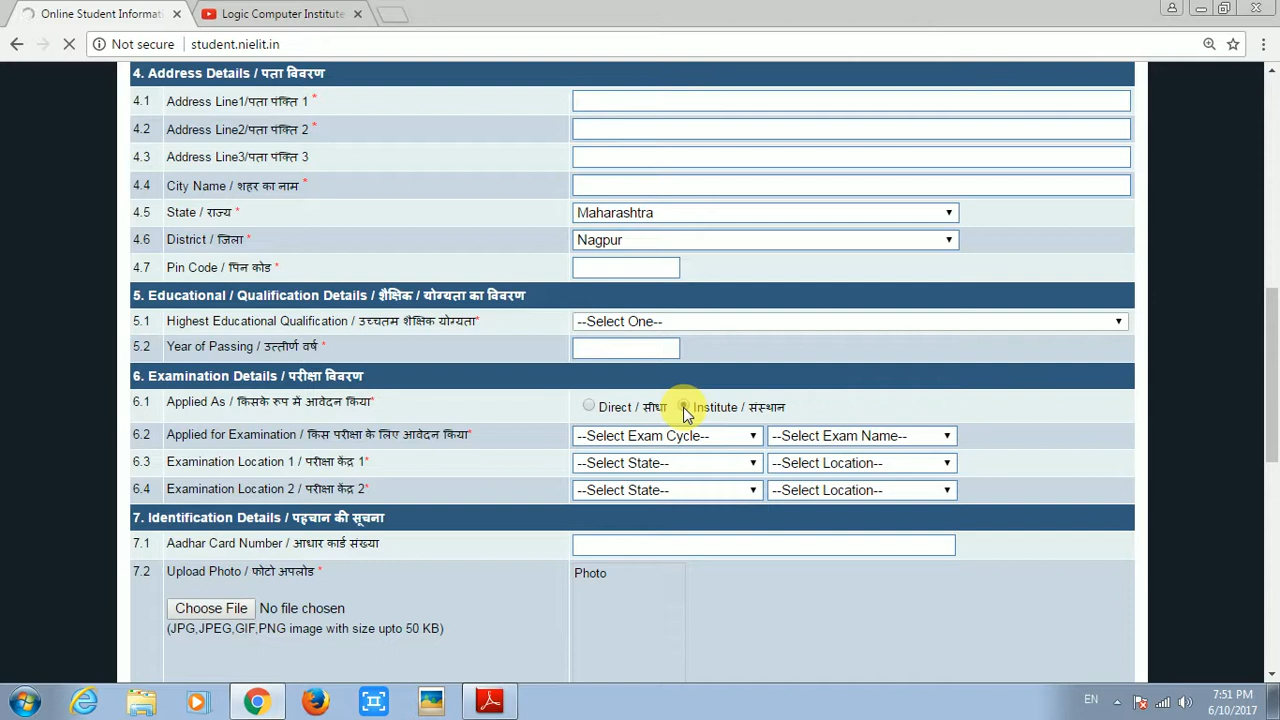 Online Student Informati
Logic Computer Institute
Not secure
student.nielit.in
4. Address Details / पता विवरण
4.1 Address Line1/पता पंक्ति 1 *
4.2 Address Line2/पता पंक्ति 2 *
4.3 Address Line3/पता पंक्ति 3
4.4 City Name / शहर का नाम *
4.5 State / राज्य * Maharashtra
4.6 District / जिला * Nagpur
4.7 Pin Code / पिन कोड *
5. Educational / Qualification Details / शैक्षिक / योग्यता का विवरण
5.1 Highest Educational Qualification / उच्चतम शैक्षिक योग्यता* --Select One--
5.2 Year of Passing / उत्तीर्ण वर्ष *
6. Examination Details / परीक्षा विवरण
6.1 Applied As / किसके रूप में आवेदन किया* Direct / सीधा Institute / संस्थान
6.2 Applied for Examination / किस परीक्षा के लिए आवेदन किया* --Select Exam Cycle-- --Select Exam Name--
6.3 Examination Location 1 / परीक्षा केंद्र 1* --Select State-- --Select Location--
6.4 Examination Location 2 / परीक्षा केंद्र 2* --Select State-- --Select Location--
7. Identification Details / पहचान की सूचना
7.1 Aadhar Card Number / आधार कार्ड संख्या
7.2 Upload Photo / फोटो अपलोड * Photo
Choose File No file chosen
(JPG,JPEG,GIF,PNG image with size upto 50 KB)
EN
7:51 PM
6/10/2017